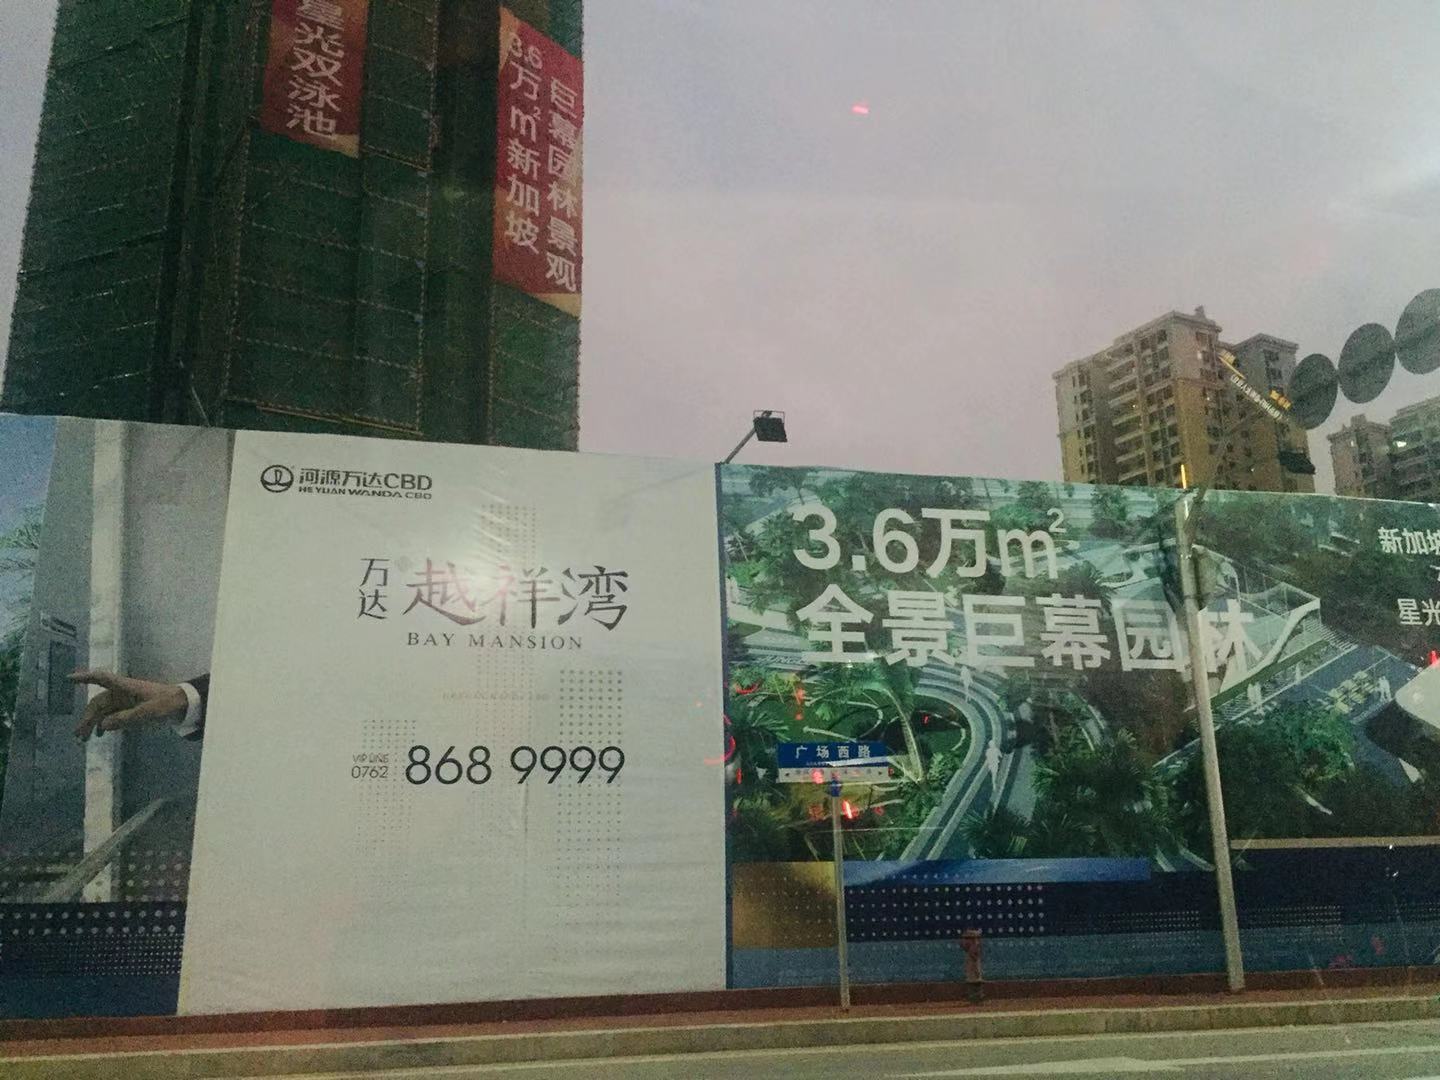 星光双泳池
巨幕园林景观
3.6万㎡新加坡
河源万达CBD
HE YUAN WANDA CBD
万达
越祥湾
BAY MANSION
VIP LINE
0762 868 9999
3.6万m²
全景巨幕园林
新加坡
星光
广场西路